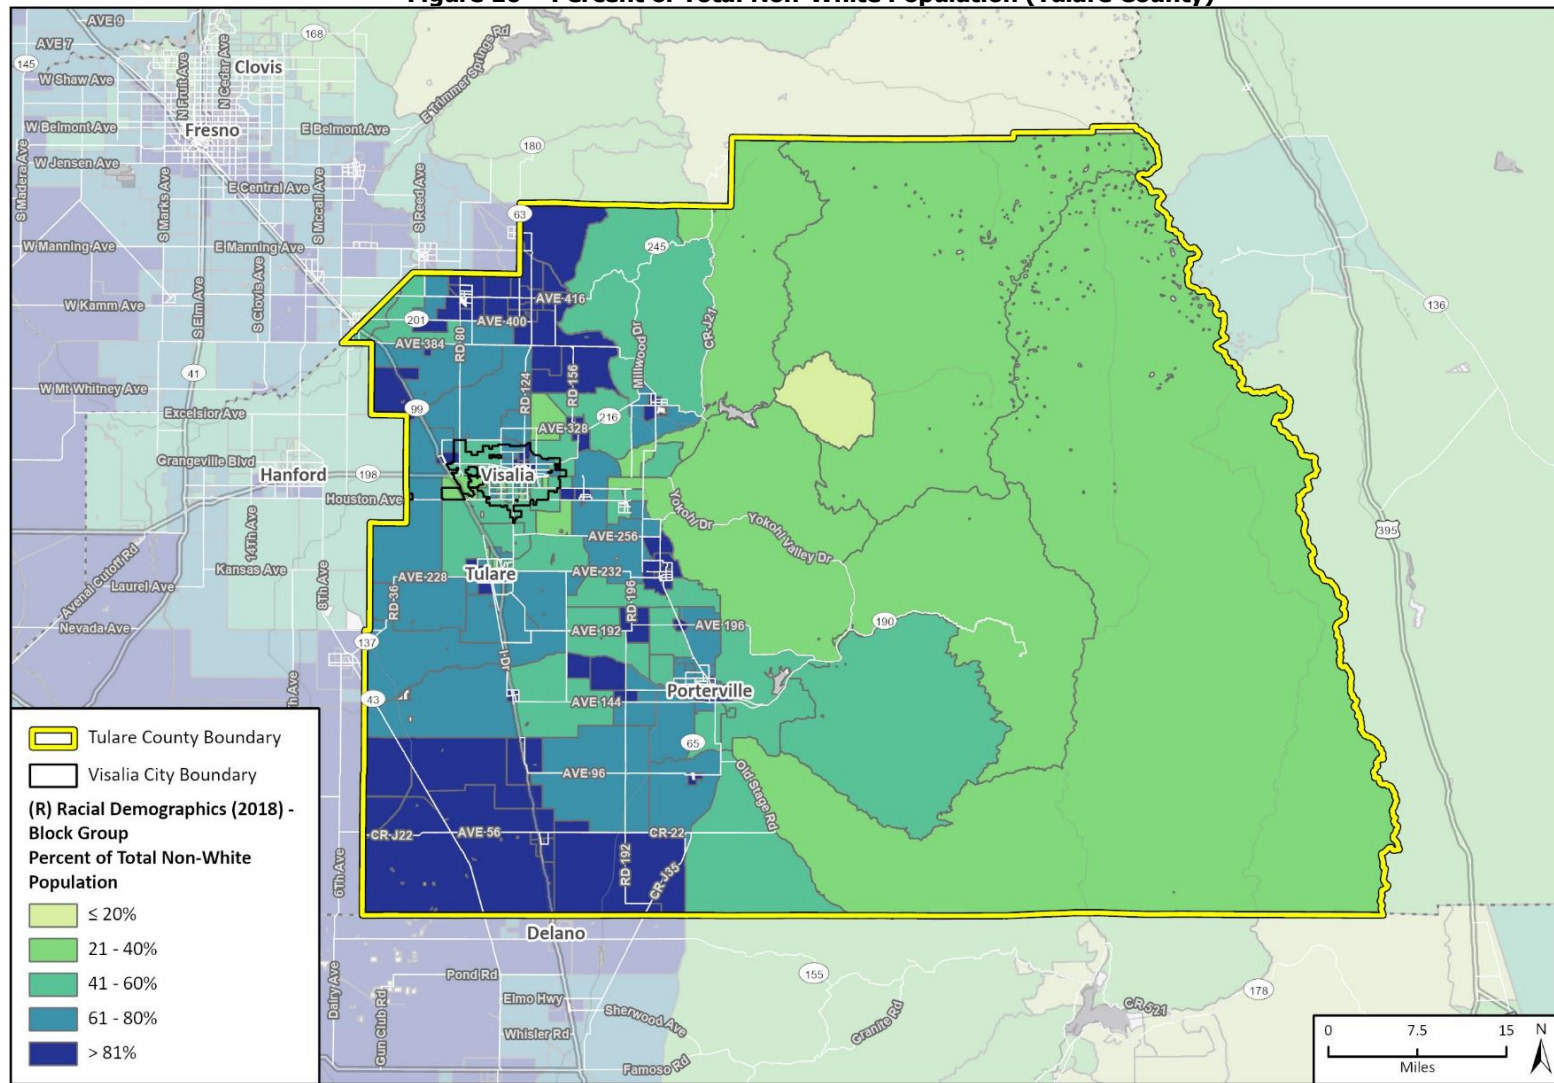 Figure 26 – Percent of Total Non-White Population (Tulare County)
AVE 9
AVE 7
168
145
Clovis
W Shaw Ave
N Fruit Ave
N Cedar Ave
E Trimmer Springs Rd
W Belmont Ave
Fresno
E Belmont Ave
180
W Jensen Ave
S Madera Ave
E Central Ave
S Marks Ave
S Mccall Ave
S Reed Ave
63
W Manning Ave
E Manning Ave
245
W Kamm Ave
S Elm Ave
S Clovis Ave
AVE 416
136
201
AVE 400
CR-J21
AVE 384
RD 80
Millwood Dr
41
W Mt Whitney Ave
RD 124
RD 156
Excelsior Ave
99
216
AVE 328
Grangeville Blvd
Hanford
198
Visalia
Houston Ave
Yokohl Dr
Yokohl Valley Dr
395
14Th Ave
AVE 256
Avenal Cutoff Rd
Kansas Ave
AVE 228
Tulare
AVE 232
Laurel Ave
8Th Ave
RD 36
RD 196
190
Nevada Ave
AVE 192
AVE 196
137
I Dr
Porterville
43
Th Ave
AVE 144
65
AVE 96
Old Stage Rd
CR-J22
AVE 56
CR-22
RD 192
CR-J35
6Th Ave
Delano
Dairy Ave
Pond Rd
155
Gun Club Rd
Elmo Hwy
Sherwood Ave
Granite Rd
CR 521
178
Whisler Rd
Famoso Rd
Tulare County Boundary
Visalia City Boundary
(R) Racial Demographics (2018) -
Block Group
Percent of Total Non-White
Population
≤ 20%
21 - 40%
41 - 60%
61 - 80%
> 81%
0 7.5 15 N
Miles